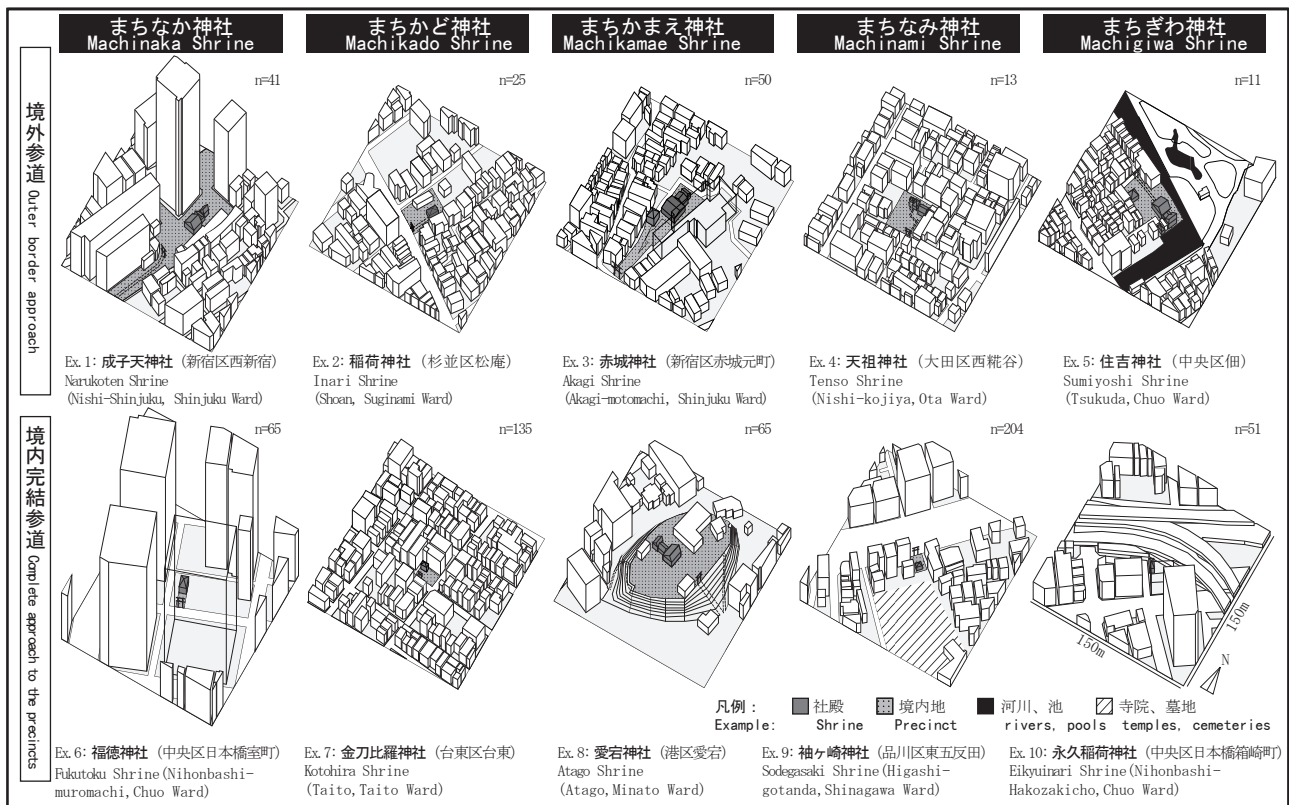 まちなか神社
Machinaka Shrine
まちかど神社
Machikado Shrine
まちかまえ神社
Machikamae Shrine
まちなみ神社
Machinami Shrine
まちぎわ神社
Machigiwa Shrine
境外参道 Outer border approach
n=41
n=25
n=50
n=13
n=11
Ex. 1: 成子天神社 (新宿区西新宿)
Narukoten Shrine
(Nishi-Shinjuku, Shinjuku Ward)
Ex. 2: 稲荷神社 (杉並区松庵)
Inari Shrine
(Shoan, Suginami Ward)
Ex. 3: 赤城神社 (新宿区赤城元町)
Akagi Shrine
(Akagi-motomachi, Shinjuku Ward)
Ex. 4: 天祖神社 (大田区西糀谷)
Tenso Shrine
(Nishi-kojiya, Ota Ward)
Ex. 5: 住吉神社 (中央区佃)
Sumiyoshi Shrine
(Tsukuda, Chuo Ward)
境内完結参道 Complete approach to the precincts
n=65
n=135
n=65
n=204
n=51
150m
150m
N
凡例:
社殿
境内地
河川、池
寺院、墓地
Example:
Shrine
Precinct
rivers, pools
temples, cemeteries
Ex. 6: 福徳神社 (中央区日本橋室町)
Fukutoku Shrine(Nihonbashi-
muromachi, Chuo Ward)
Ex. 7: 金刀比羅神社 (台東区台東)
Kotohira Shrine
(Taito, Taito Ward)
Ex. 8: 愛宕神社 (港区愛宕)
Atago Shrine
(Atago, Minato Ward)
Ex. 9: 袖ヶ崎神社 (品川区東五反田)
Sodegasaki Shrine(Higashi-
gotanda, Shinagawa Ward)
Ex. 10: 永久稲荷神社 (中央区日本橋箱崎町)
Eikyuinari Shrine(Nihonbashi-
Hakozakicho, Chuo Ward)